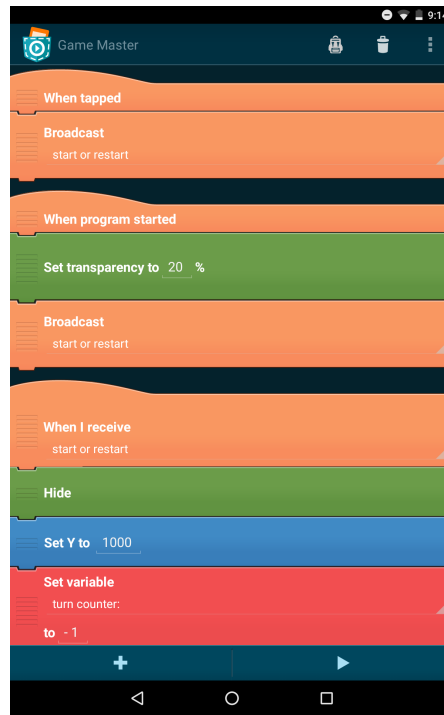 9:14
Game Master
When tapped
Broadcast
start or restart
When program started
Set transparency to 20 %
Broadcast
start or restart
When I receive
start or restart
Hide
Set Y to 1000
Set variable
turn counter:
to - 1